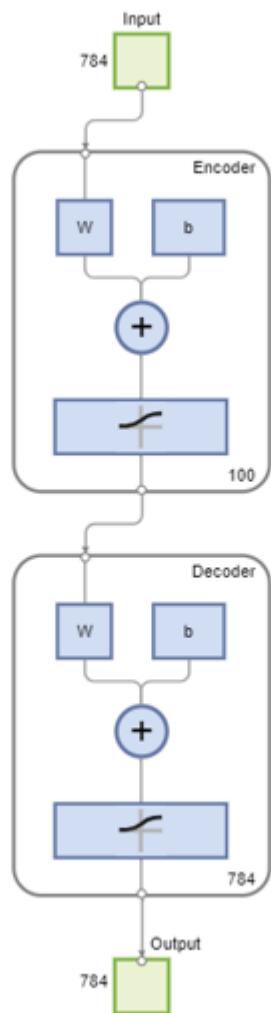 Input
784
Encoder
W b
+
100
Decoder
W b
+
784
Output
784